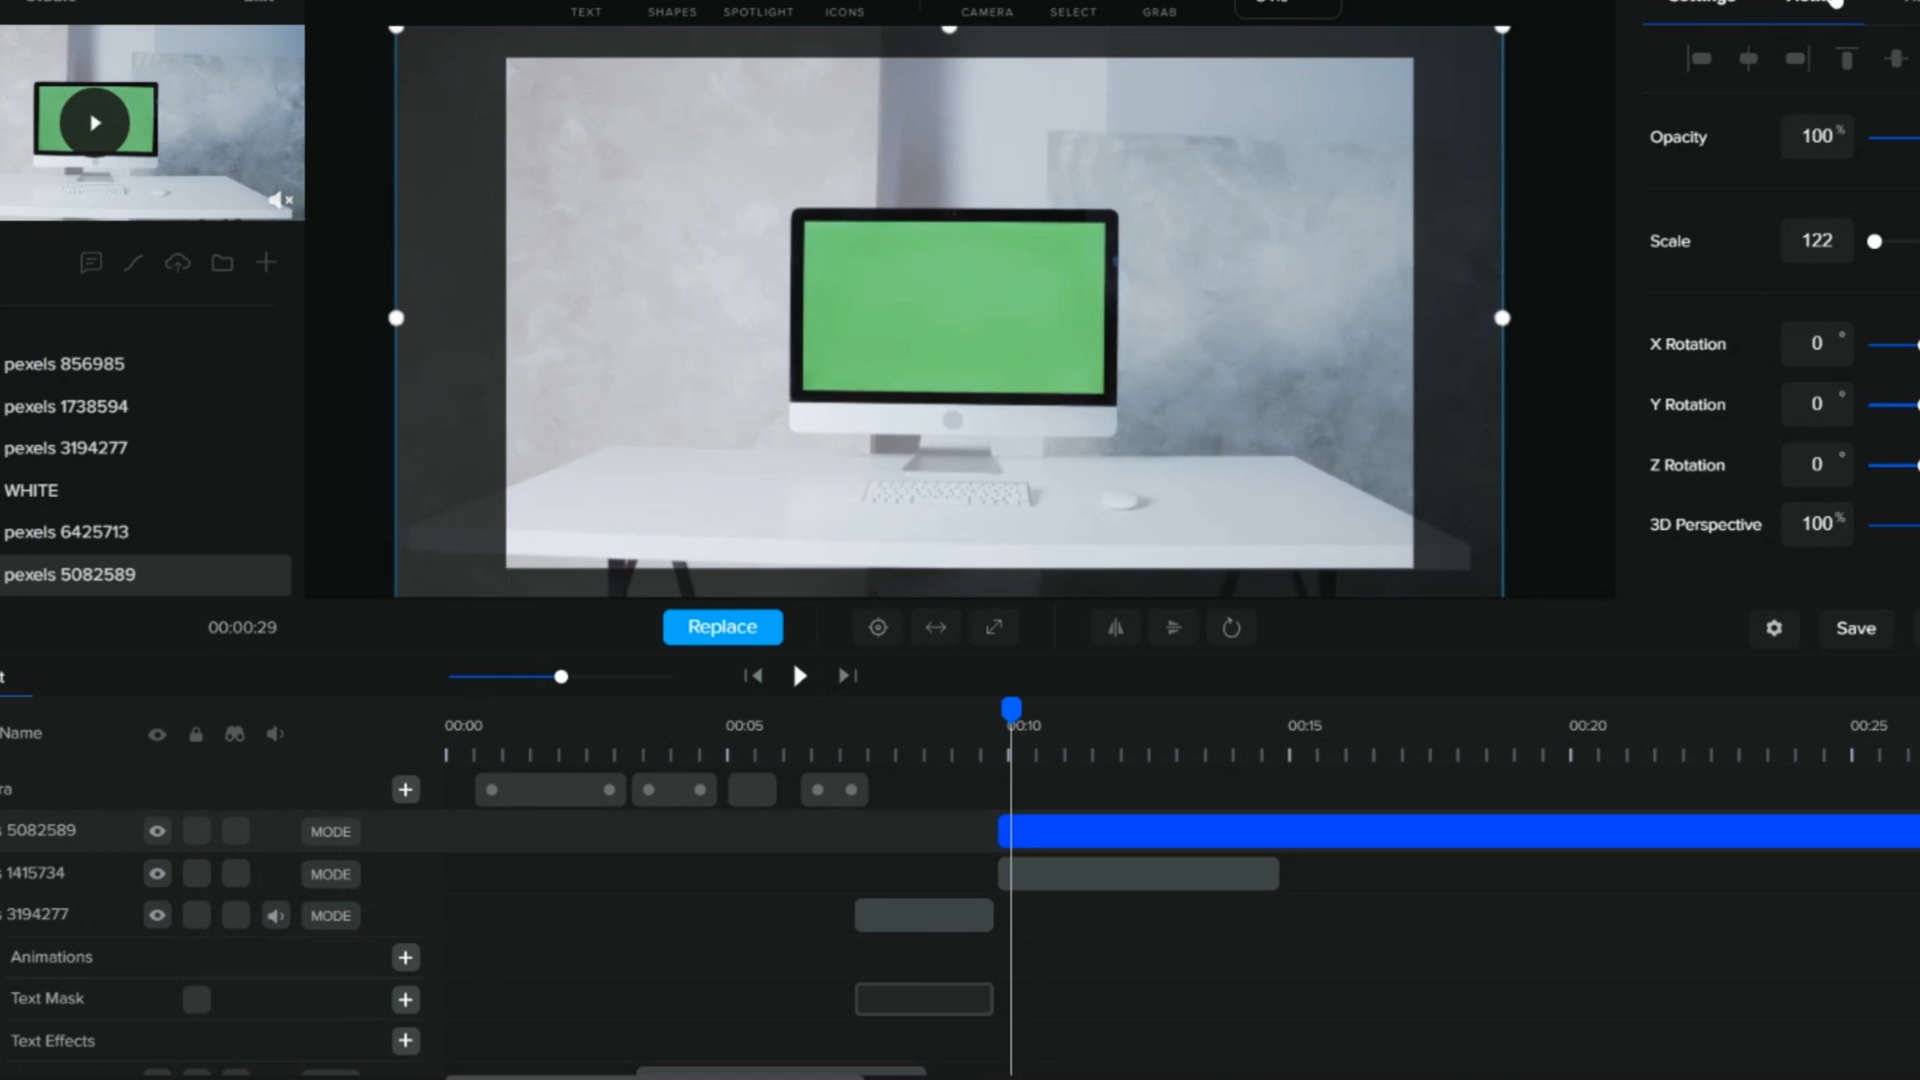 TEXT SHAPES SPOTLIGHT ICONS CAMERA SELECT GRAB
Opacity 100 %
Scale 122
X Rotation 0 °
Y Rotation 0 °
Z Rotation 0 °
3D Perspective 100 %
pexels 856985
pexels 1738594
pexels 3194277
WHITE
pexels 6425713
pexels 5082589
00:00:29 Replace Save
Name 00:00 00:05 00:10 00:15 00:20 00:25
5082589 MODE
1415734 MODE
3194277 MODE
Animations
Text Mask
Text Effects